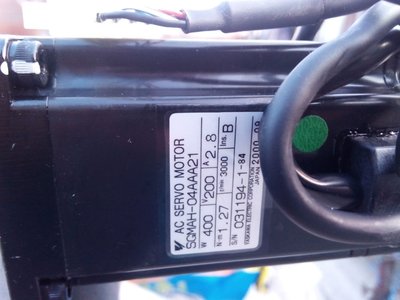 AC SERVO MOTOR
SGMAH-04AAA21
W 400 V 200 A 2.8
N·m 1.27 r/min 3000 Ins. B
S/N 031194-1-84
YASKAWA ELECTRIC CORPORATION
JAPAN 2000.09